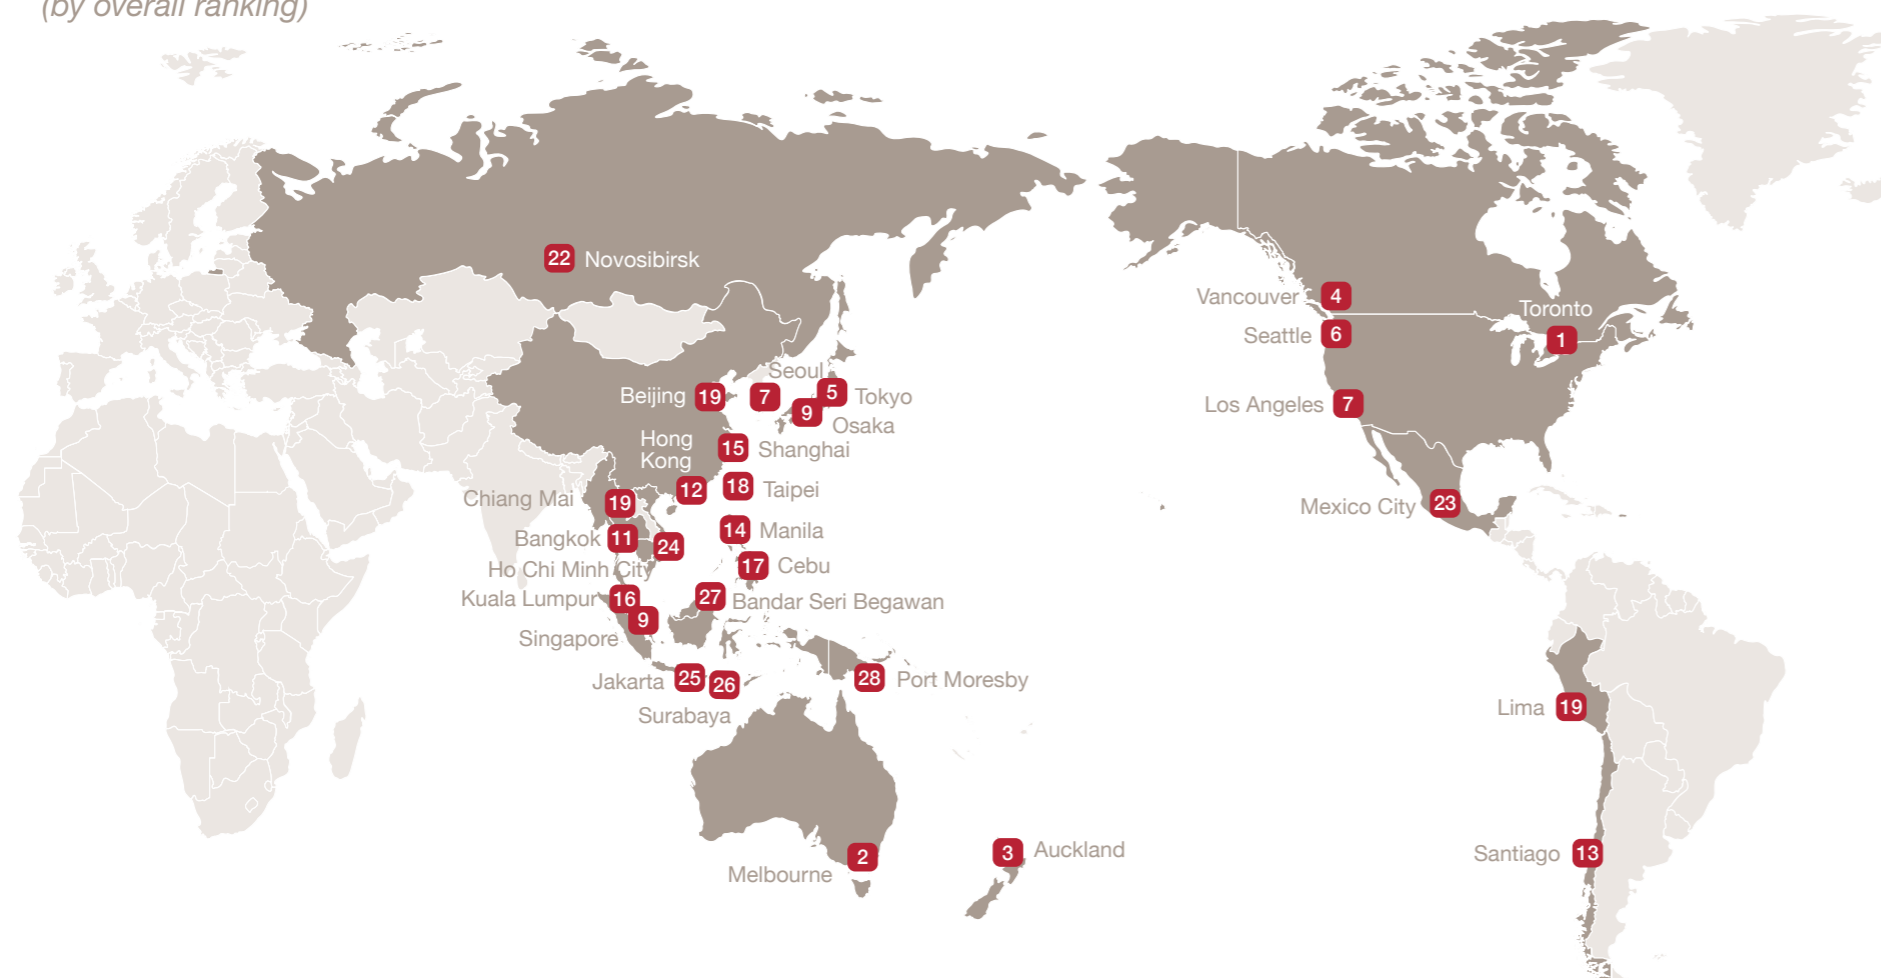 (by overall ranking)
22 Novosibirsk
Vancouver 4
Toronto
1
Seattle 6
Seoul
7
Beijing 19
5 Tokyo
9
Osaka
Los Angeles 7
Hong
Kong
12
15 Shanghai
18 Taipei
Chiang Mai 19
Mexico City 23
14 Manila
Bangkok 11
24
Ho Chi Minh City
17 Cebu
Kuala Lumpur 16
27 Bandar Seri Begawan
9
Singapore
Jakarta 25
26
Surabaya
28 Port Moresby
Lima 19
2
Melbourne
3 Auckland
Santiago 13